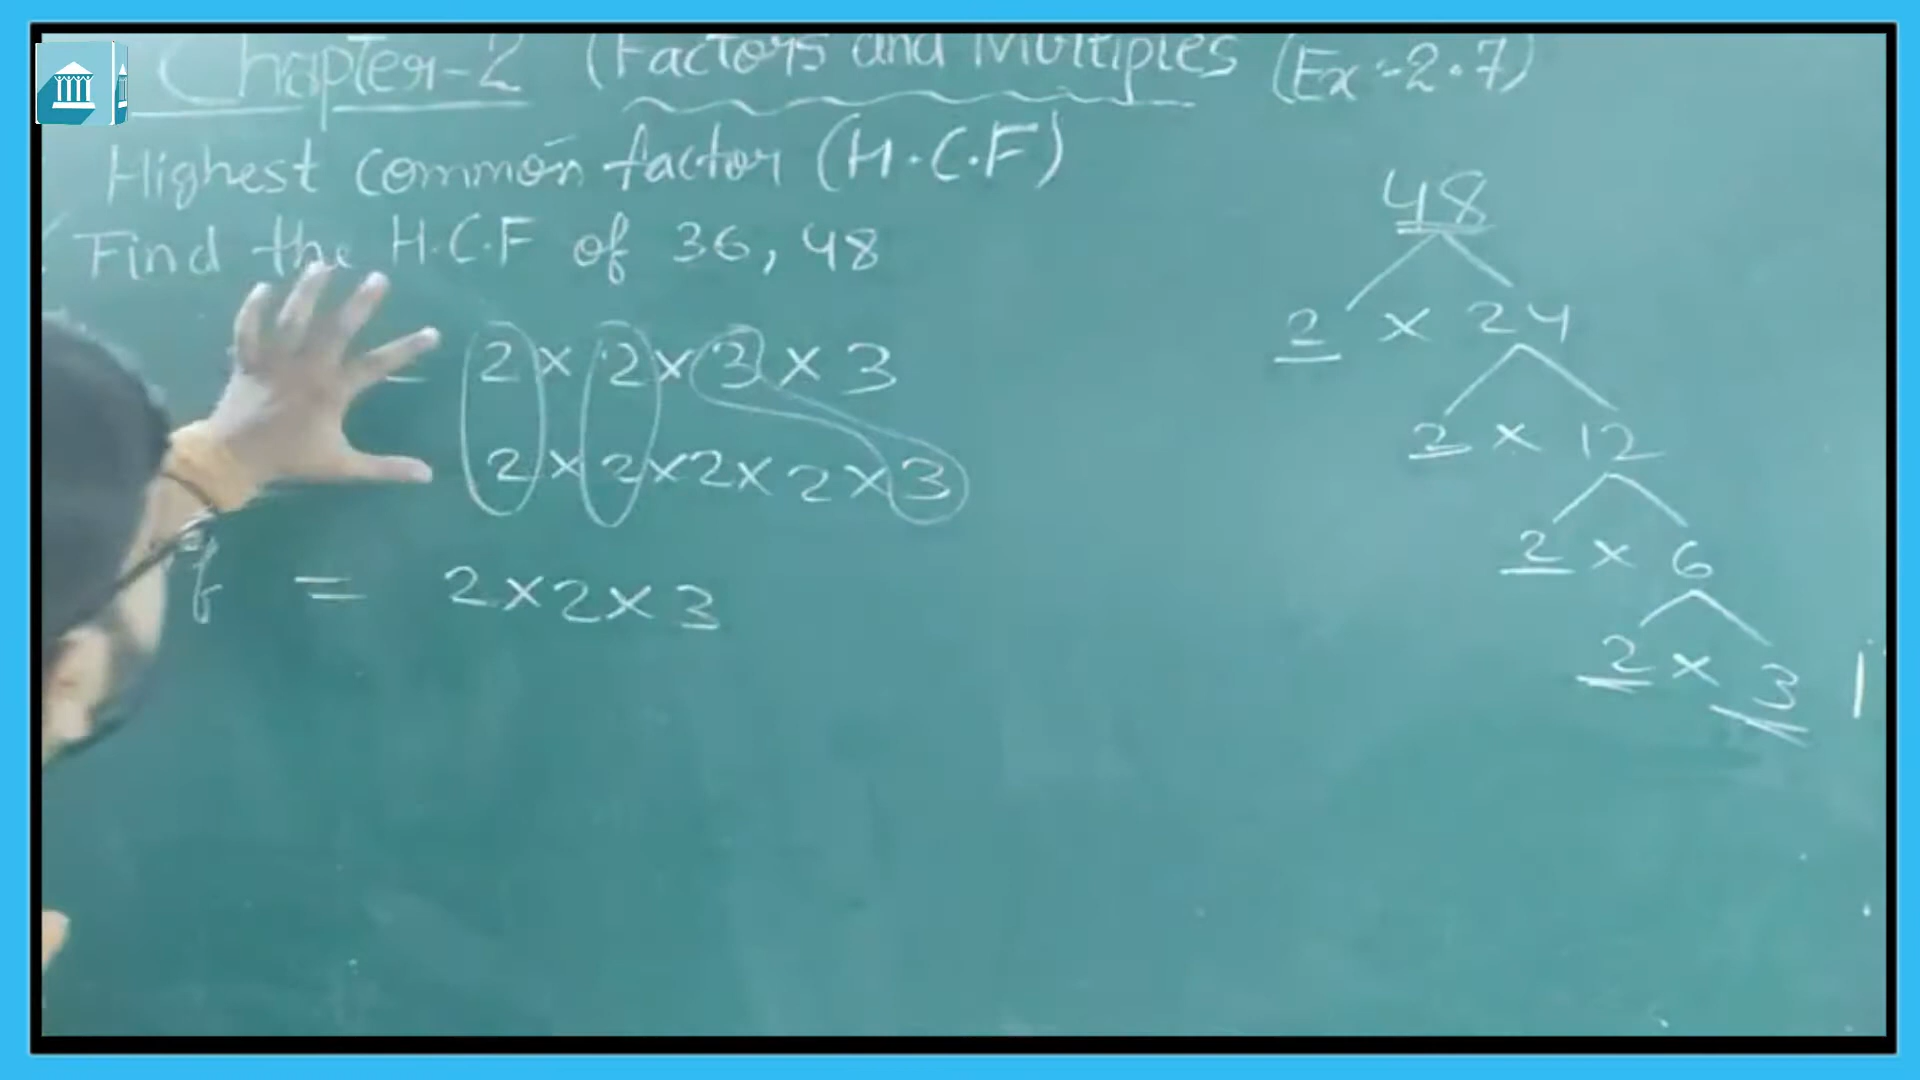 Chapter-2 (Factors and Multiples (Ex:-2.7)
Highest common factor (H.C.F)
Find the H.C.F of 36, 48
= 2 × 2 × 3 × 3
2 × 2 × 2 × 2 × 3
f = 2 × 2 × 3
48
2 × 24
2 × 12
2 × 6
2 × 3